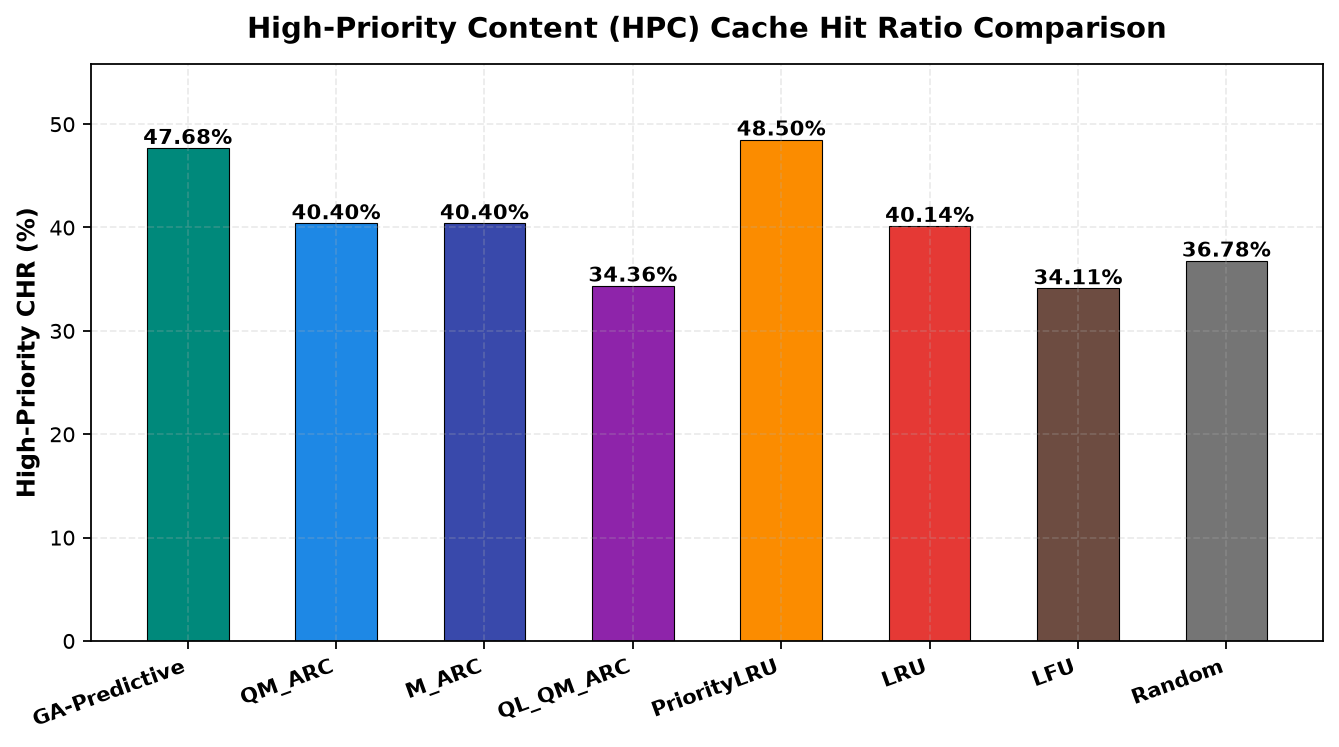 High-Priority Content (HPC) Cache Hit Ratio Comparison
High-Priority CHR (%)
50
40
30
20
10
0
47.68%
40.40%
40.40%
34.36%
48.50%
40.14%
34.11%
36.78%
GA-Predictive
QM_ARC
M_ARC
QL_QM_ARC
PriorityLRU
LRU
LFU
Random